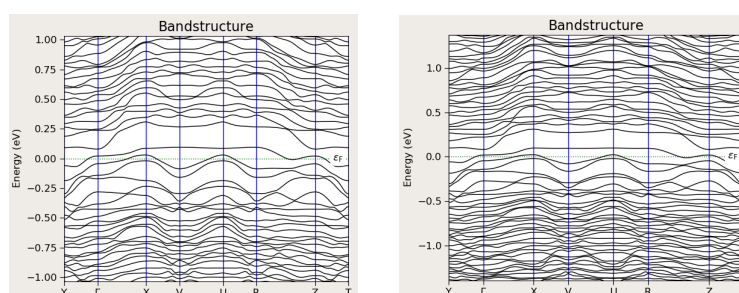 Bandstructure
1.00
0.75
0.50
0.25
0.00
-0.25
-0.50
-0.75
-1.00
Energy (eV)
εF
Y Γ X V U R Z T
Bandstructure
1.0
0.5
0.0
-0.5
-1.0
Energy (eV)
εF
Y Γ X V U R Z